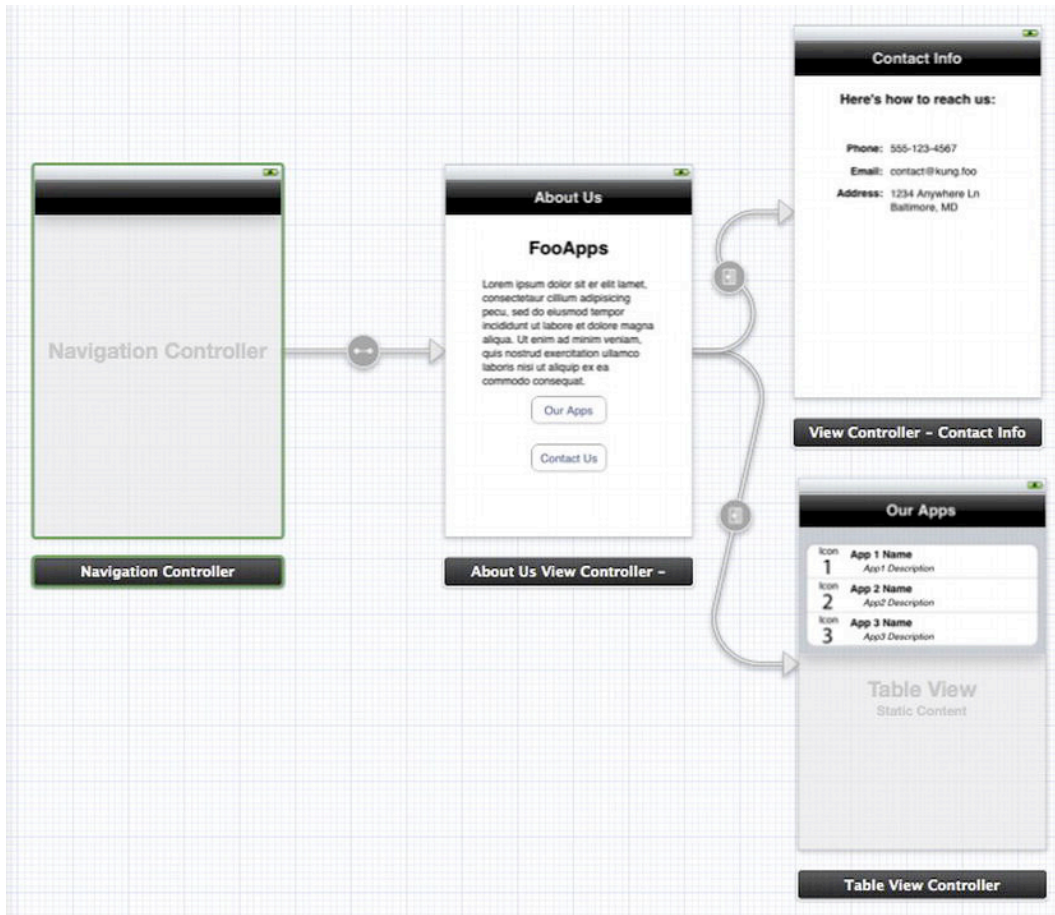 Navigation Controller
Navigation Controller
About Us
FooApps
Lorem ipsum dolor sit er elit lamet,
consectetaur cillium adipisicing
pecu, sed do eiusmod tempor
incididunt ut labore et dolore magna
aliqua. Ut enim ad minim veniam,
quis nostrud exercitation ullamco
laboris nisi ut aliquip ex ea
commodo consequat.
Our Apps
Contact Us
About Us View Controller –
Contact Info
Here's how to reach us:
Phone: 555-123-4567
Email: contact@kung.foo
Address: 1234 Anywhere Ln
Baltimore, MD
View Controller – Contact Info
Our Apps
Icon 1 App 1 Name
App1 Description
Icon 2 App 2 Name
App2 Description
Icon 3 App 3 Name
App3 Description
Table View
Static Content
Table View Controller